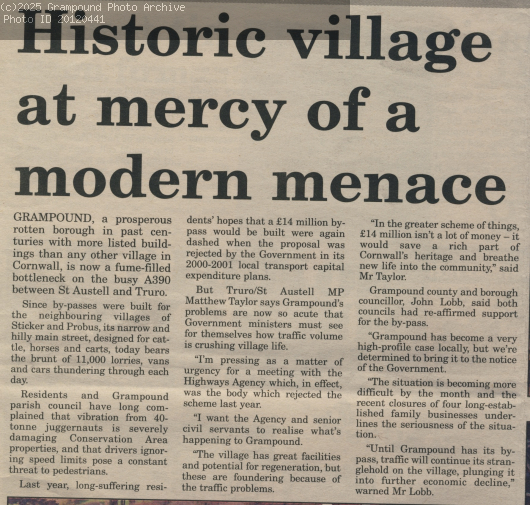 (c)2025 Grampound Photo Archive
Photo ID 20120441
Historic village
at mercy of a
modern menace
GRAMPOUND, a prosperous
rotten borough in past cen-
turies with more listed build-
ings than any other village in
Cornwall, is now a fume-filled
bottleneck on the busy A390
between St Austell and Truro.
Since by-passes were built for
the neighbouring villages of
Sticker and Probus, its narrow and
hilly main street, designed for cat-
tle, horses and carts, today bears
the brunt of 11,000 lorries, vans
and cars thundering through each
day.
Residents and Grampound
parish council have long com-
plained that vibration from 40-
tonne juggernauts is severely
damaging Conservation Area
properties, and that drivers ignor-
ing speed limits pose a constant
threat to pedestrians.
Last year, long-suffering resi-
dents' hopes that a £14 million by-
pass would be built were again
dashed when the proposal was
rejected by the Government in its
2000-2001 local transport capital
expenditure plans.
But Truro/St Austell MP
Matthew Taylor says Grampound's
problems are now so acute that
Government ministers must see
for themselves how traffic volume
is crushing village life.
"I'm pressing as a matter of
urgency for a meeting with the
Highways Agency which, in effect,
was the body which rejected the
scheme last year.
"I want the Agency and senior
civil servants to realise what's
happening to Grampound.
"The village has great facilities
and potential for regeneration, but
these are foundering because of
the traffic problems.
"In the greater scheme of things,
£14 million isn't a lot of money – it
would save a rich part of
Cornwall's heritage and breathe
new life into the community," said
Mr Taylor.
Grampound county and borough
councillor, John Lobb, said both
councils had re-affirmed support
for the by-pass.
"Grampound has become a very
high-profile case locally, but we're
determined to bring it to the notice
of the Government.
"The situation is becoming more
difficult by the month and the
recent closures of four long-estab-
lished family businesses under-
lines the seriousness of the situa-
tion.
"Until Grampound has its by-
pass, traffic will continue its stran-
glehold on the village, plunging it
into further economic decline,"
warned Mr Lobb.